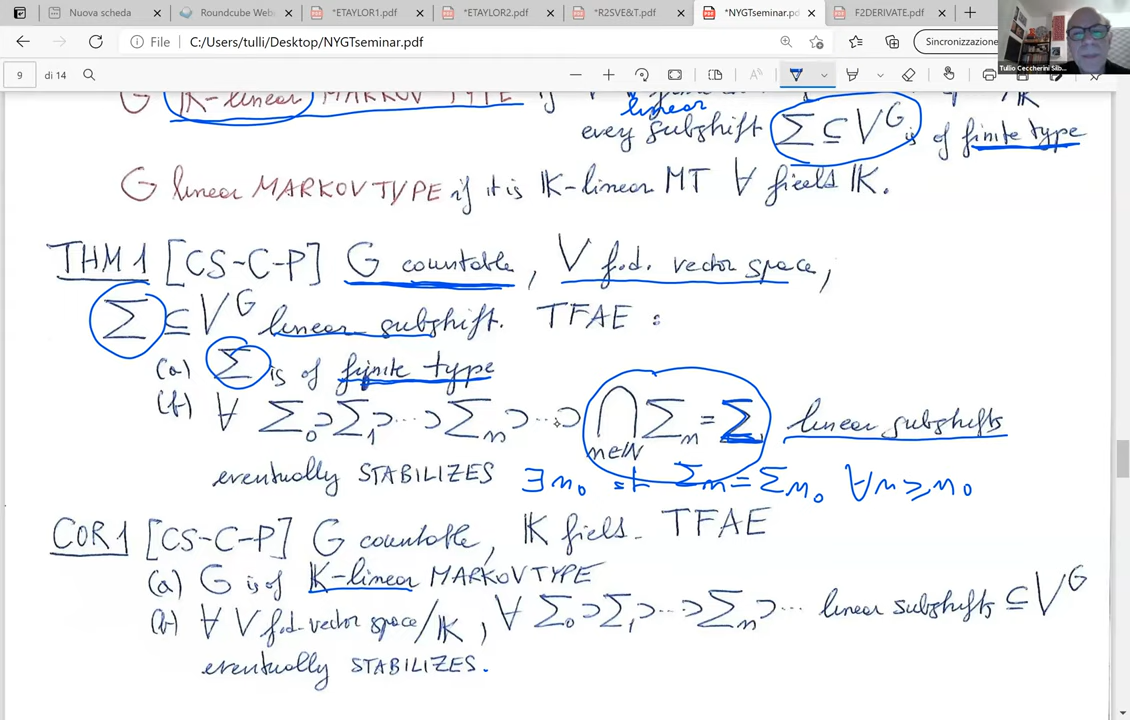 Nuova scheda
Roundcube Web
*ETAYLOR1.pdf
*ETAYLOR2.pdf
*R2SVE&T.pdf
*NYGTseminar.pdf
F2DERIVATE.pdf
File C:/Users/tulli/Desktop/NYGTseminar.pdf
Sincronizzazione
Tullio Ceccherini Silb...
9 di 14
G K-linear MARKOV TYPE if
linear
every subshift Σ ⊆ V^G is of finite type
G linear MARKOV TYPE if it is K-linear MT ∀ fields K.
THM 1 [CS-C-P] G countable, V f.d. vector space,
Σ ⊆ V^G linear subshift. TFAE :
(a) Σ is of finite type
(b) ∀ Σ_0 ⊃ Σ_1 ⊃ ··· ⊃ Σ_n ⊃ ··· ⊃ ⋂_{n∈N} Σ_n = Σ linear subshifts
eventually STABILIZES ∃ n_0 st Σ_n = Σ_{n_0} ∀ n ≥ n_0
COR 1 [CS-C-P] G countable, K field. TFAE
(a) G is of K-linear MARKOV TYPE
(b) ∀ V f.d. vector space/K, ∀ Σ_0 ⊃ Σ_1 ⊃ ··· ⊃ Σ_n ⊃ ··· linear subshifts ⊆ V^G
eventually STABILIZES.